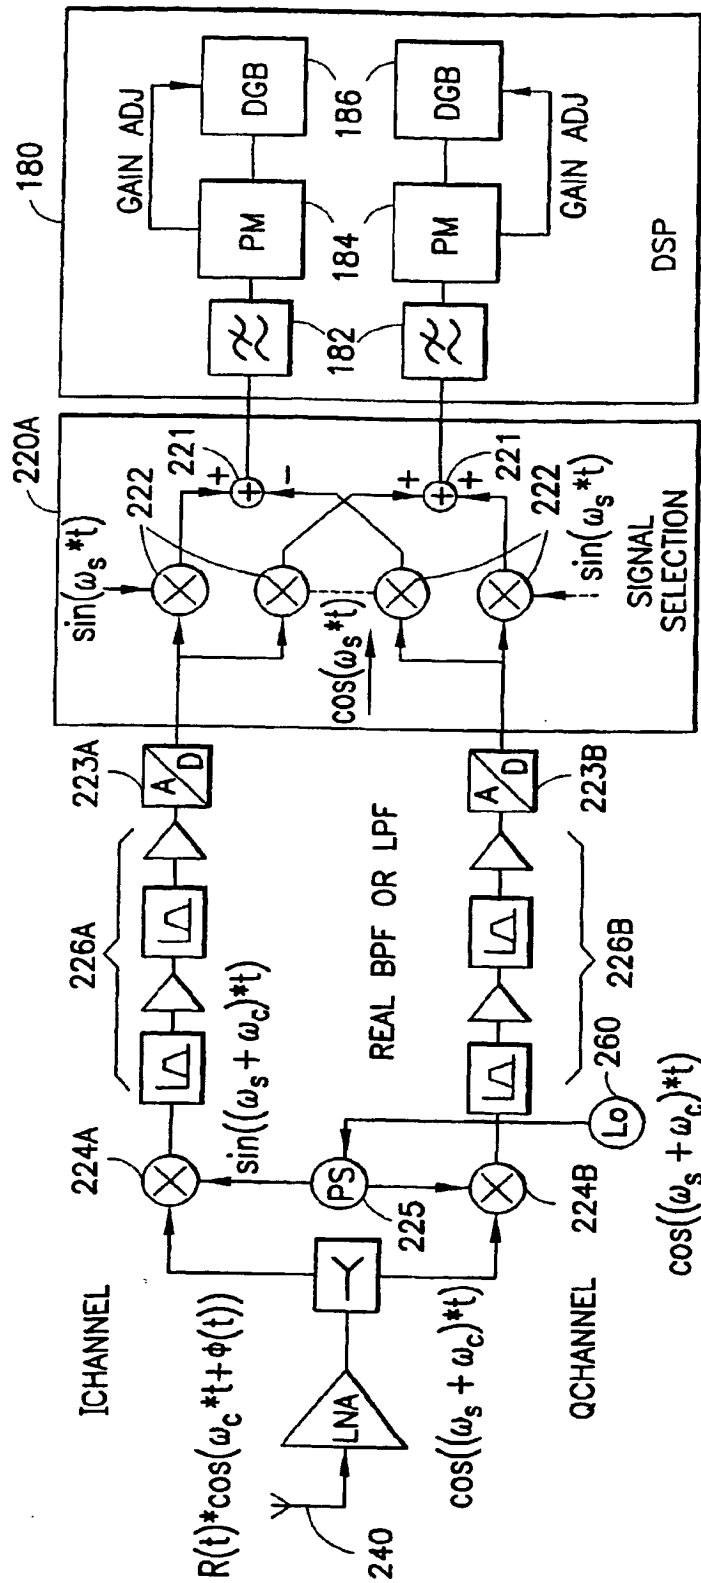 ICHANNEL
R(t)*cos(ω_c*t+Φ(t))
240
LNA
224A
sin((ω_s + ω_c)*t)
PS
225
cos((ω_s + ω_c)*t)
QCHANNEL
224B
Lo
260
cos((ω_s + ω_c)*t)
226A
REAL BPF OR LPF
226B
223A
A
D
A
D
223B
220A
sin(ω_s*t)
222
221
+
+
−
cos(ω_s*t)
+
+
+
221
222
sin(ω_s*t)
SIGNAL
SELECTION
180
GAIN ADJ
182
PM
184
DGB
186
PM
DGB
GAIN ADJ
DSP